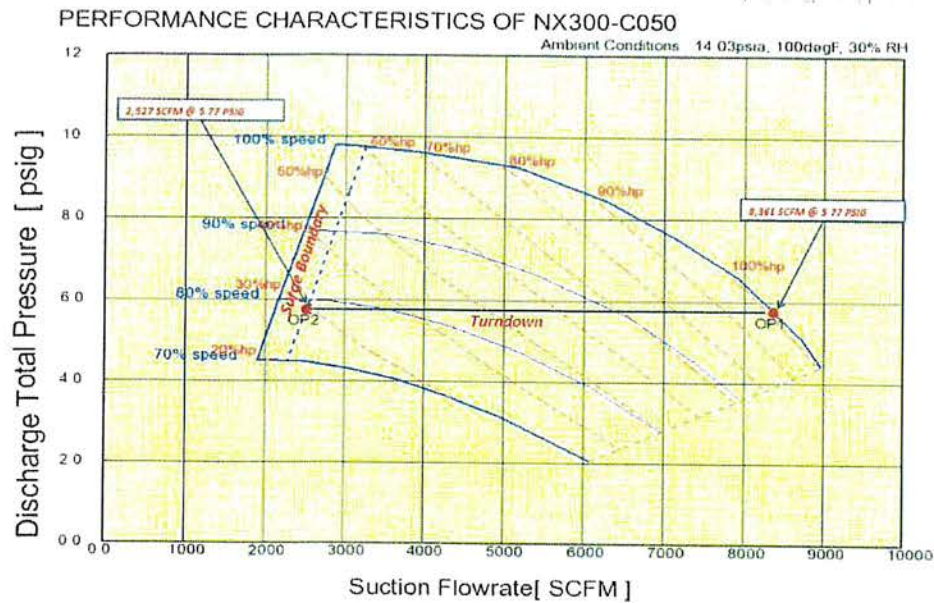 PERFORMANCE CHARACTERISTICS OF NX300-C050
Ambient Conditions 14 03psia, 100degF, 30% RH
12
2,527 SCFM @ 5 77 PSIG
10
100% speed
60%hp
70%hp
80%hp
50%hp
90%hp
8,361 SCFM @ 5 77 PSIG
8 0
90% speed
100%hp
Surge Boundary
30%hp
80% speed
6 0
OP2
Turndown
OP1
70% speed
20%hp
4 0
2 0
0 0
0
1000
2000
3000
4000
5000
6000
7000
8000
9000
10000
Discharge Total Pressure [ psig ]
Suction Flowrate[ SCFM ]